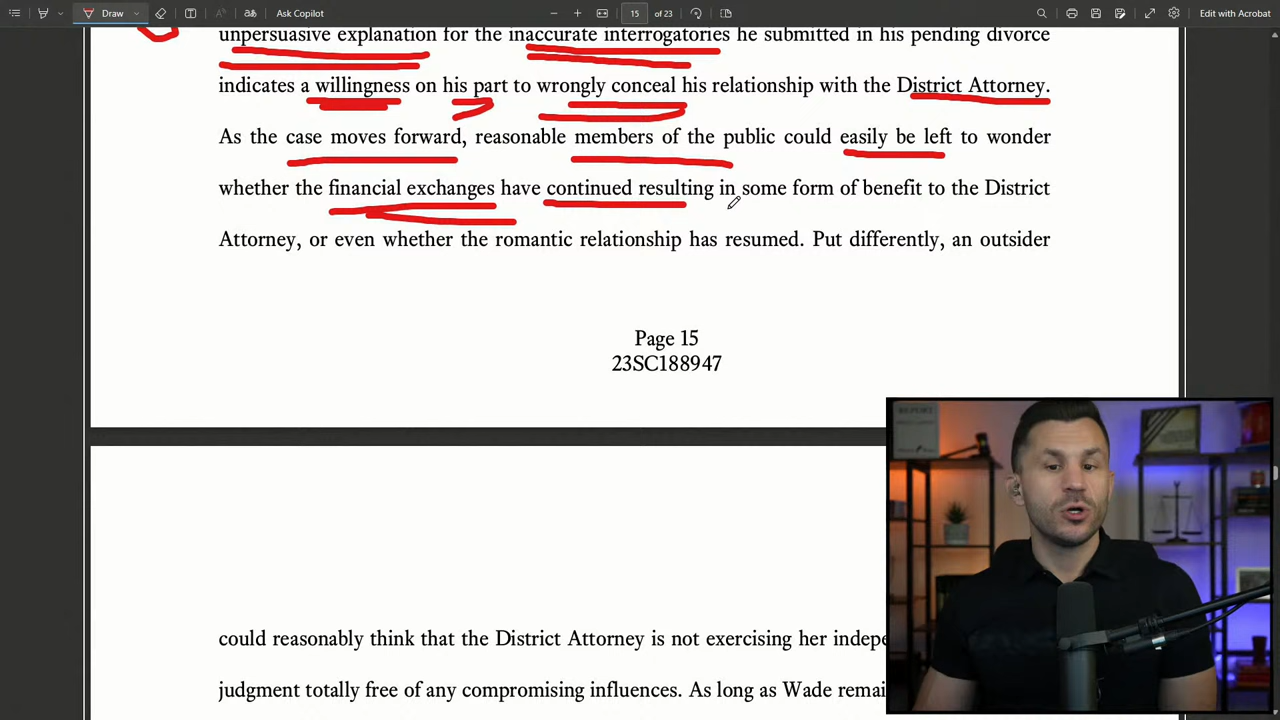 Draw
Ask Copilot
15
of 23
Edit with Acrobat
unpersuasive explanation for the inaccurate interrogatories he submitted in his pending divorce
indicates a willingness on his part to wrongly conceal his relationship with the District Attorney.
As the case moves forward, reasonable members of the public could easily be left to wonder
whether the financial exchanges have continued resulting in some form of benefit to the District
Attorney, or even whether the romantic relationship has resumed. Put differently, an outsider
Page 15
23SC188947
could reasonably think that the District Attorney is not exercising her indepe
judgment totally free of any compromising influences. As long as Wade remai
REPORT